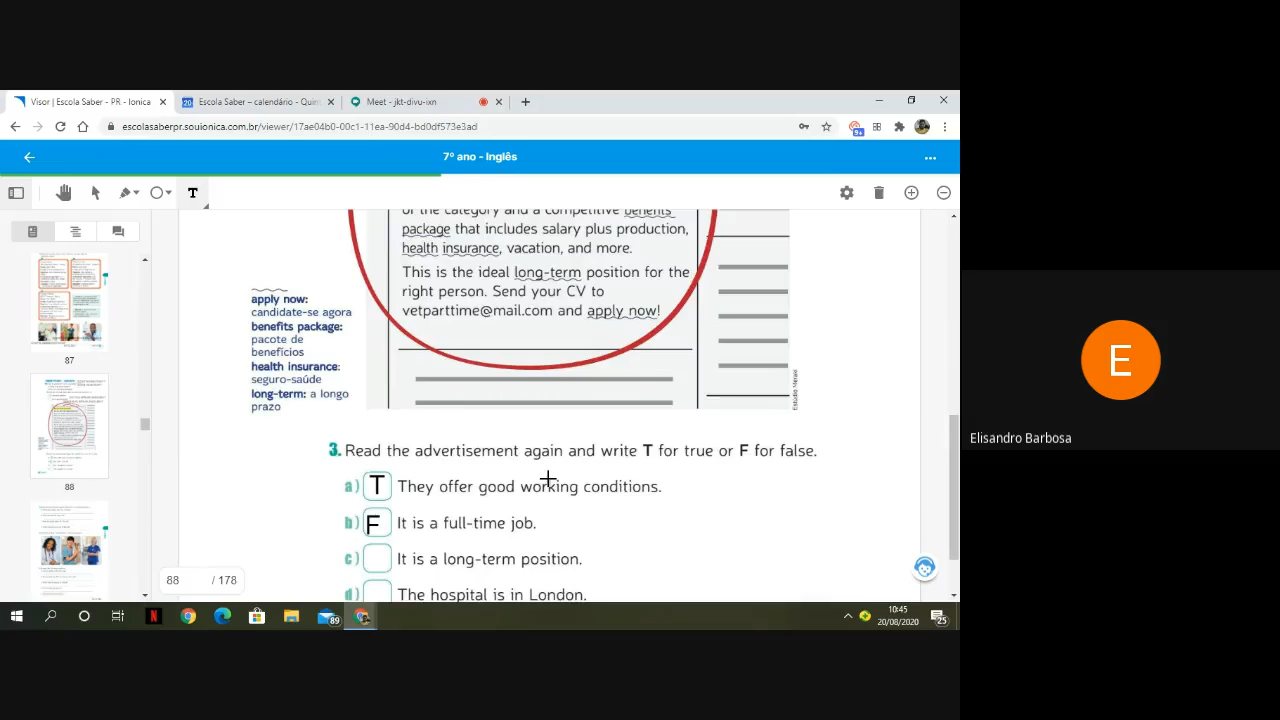 Visor | Escola Saber - PR - Ionica
Escola Saber – calendário - Quin
Meet - jkt-divu-ixn
escolasaberpr.souionica.com.br/viewer/17ae04b0-00c1-11ea-90d4-bd0df573e3ad
9+
7º ano - Inglês
T
87
88
88 / 178
of the category and a competitive benefits
package that includes salary plus production,
health insurance, vacation, and more.
This is the a long-term position for the
right person. Send your CV to
vetparttime@mail.com and apply now!
apply now:
candidate-se agora
benefits package:
pacote de
benefícios
health insurance:
seguro-saúde
long-term: a longo
prazo
Estúdio Meraki
3. Read the advertisement again and write T for true or F for false.
a) T They offer good working conditions.
b) F It is a full-time job.
c) It is a long-term position.
d) The hospital is in London.
89
10:45
20/08/2020
25
E
Elisandro Barbosa